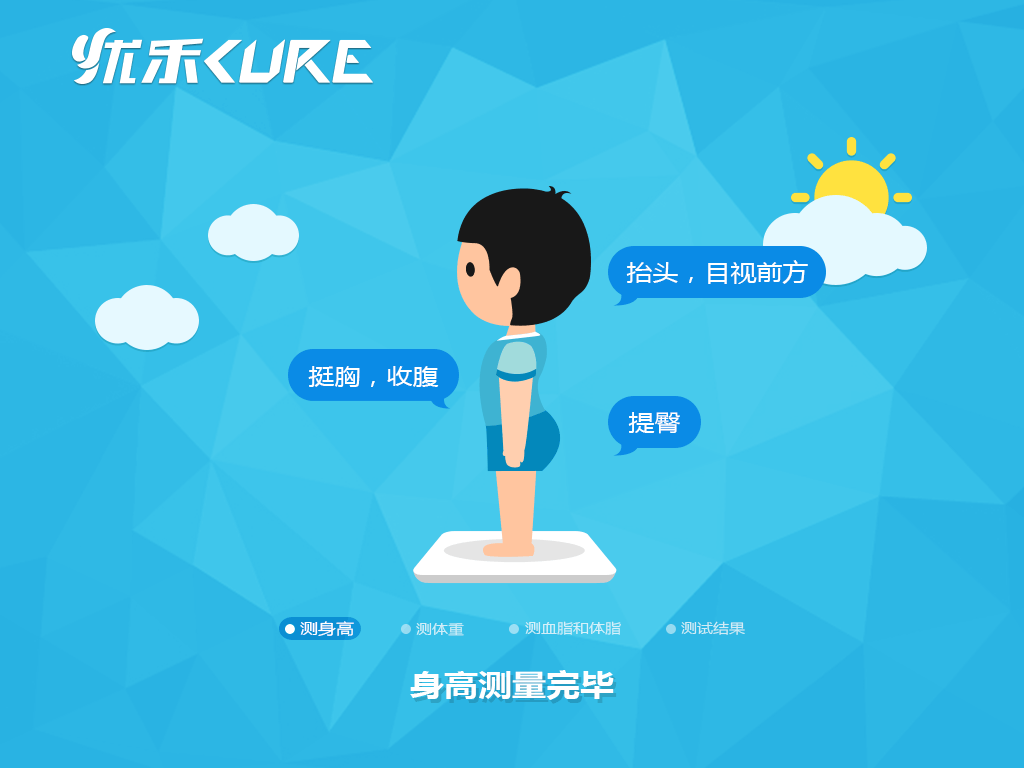 优禾CURE
抬头，目视前方
挺胸，收腹
提臀
测身高
测体重
测血脂和体脂
测试结果
身高测量完毕